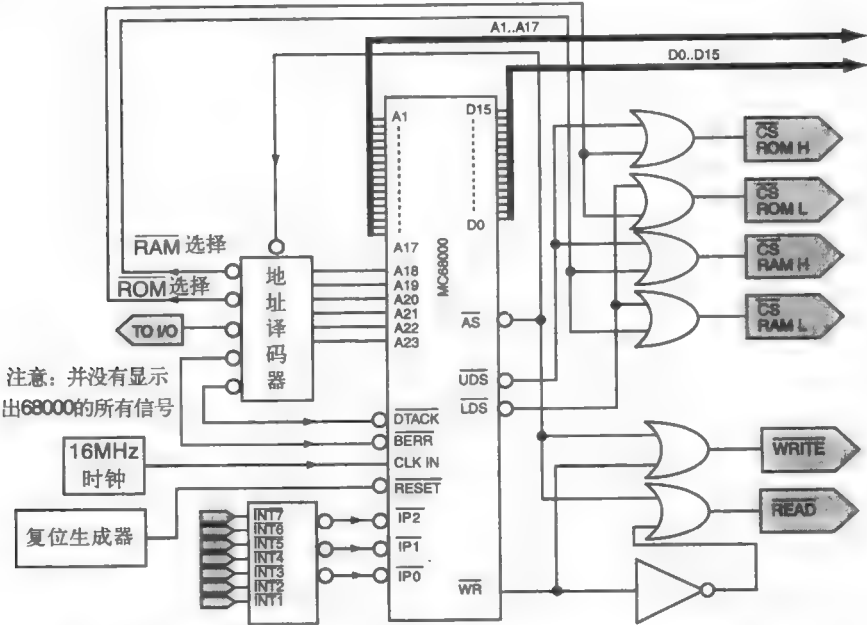 A1..A17
D0..D15
A1
D15
D0
A17
MC68000
CS
ROM H
CS
ROM L
CS
RAM H
CS
RAM L
RAM 选择
ROM 选择
TO I/O
地址译码器
A18
A19
A20
A21
A22
A23
AS
UDS
LDS
注意：并没有显示
出68000的所有信号
DTACK
BERR
CLK IN
RESET
16MHz
时钟
复位生成器
INT7
INT6
INT5
INT4
INT3
INT2
INT1
IP2
IP1
IP0
WR
WRITE
READ